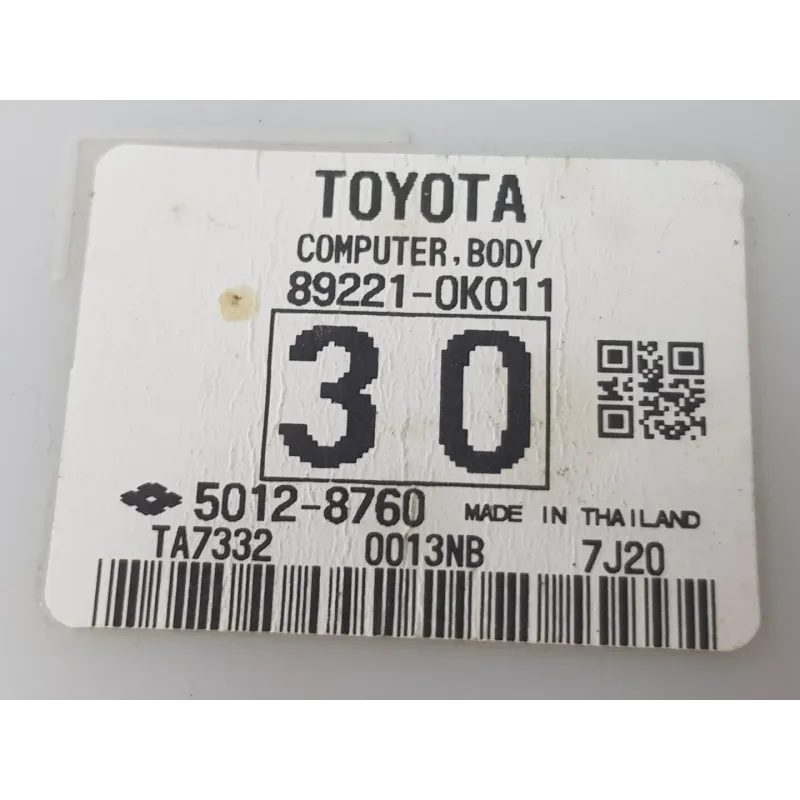 TOYOTA
COMPUTER, BODY
89221-0K011
30
5012-8760 MADE IN THAILAND
TA7332 0013NB 7J20